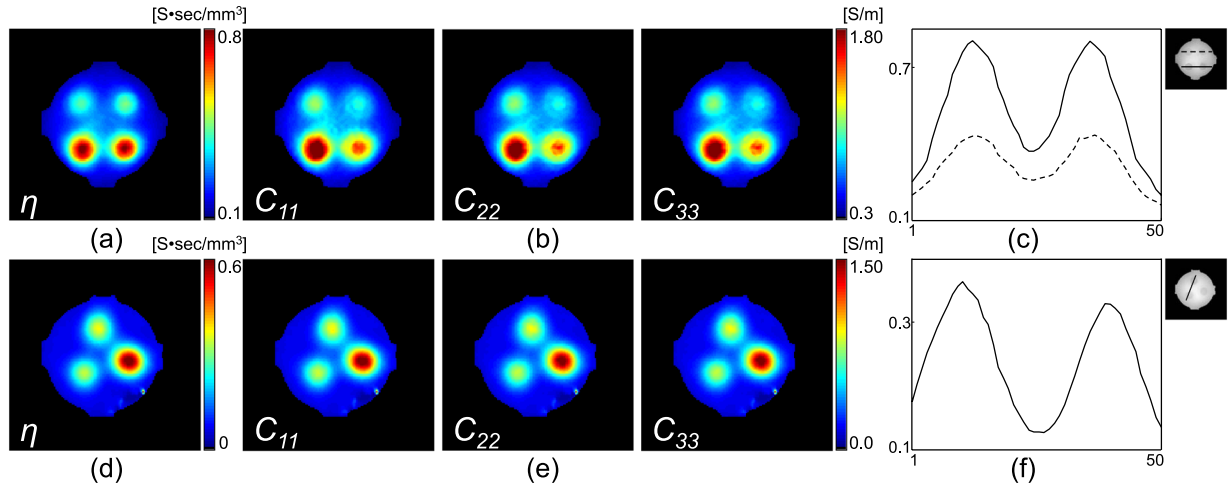 [S•sec/mm³]
[S/m]
0.8
0.1
1.80
0.3
η
C₁₁
C₂₂
C₃₃
0.7
0.1
1
50
(a)
(b)
(c)
[S•sec/mm³]
[S/m]
0.6
0
1.50
0.0
η
C₁₁
C₂₂
C₃₃
0.3
0.1
1
50
(d)
(e)
(f)